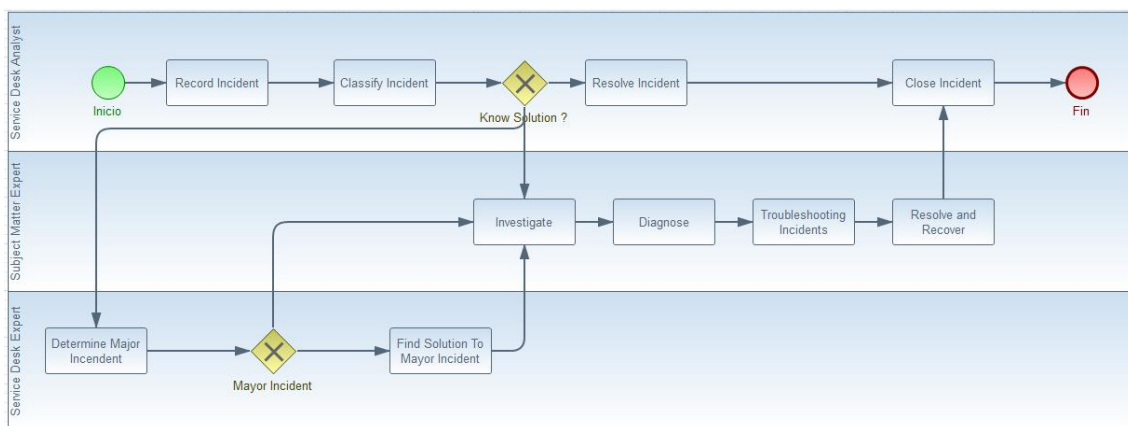 Service Desk Analyst
Inicio
Record Incident
Classify Incident
Know Solution ?
Resolve Incident
Close Incident
Fin
Subject Matter Expert
Investigate
Diagnose
Troubleshooting
Incidents
Resolve and
Recover
Service Desk Expert
Determine Major
Incendent
Mayor Incident
Find Solution To
Mayor Incident